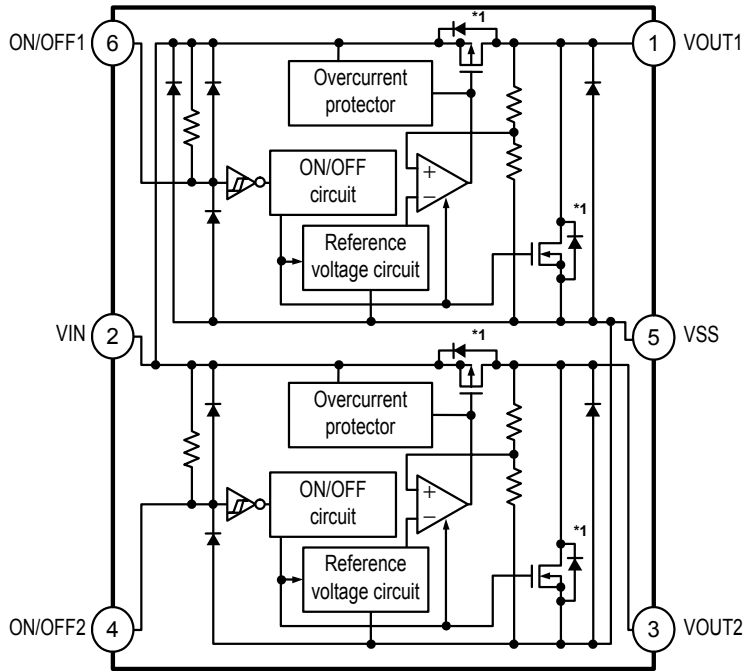 ON/OFF1
6
*1
1
VOUT1
Overcurrent
protector
ON/OFF
circuit
+
−
*1
Reference
voltage circuit
VIN
2
5
VSS
*1
Overcurrent
protector
ON/OFF
circuit
+
−
*1
Reference
voltage circuit
ON/OFF2
4
3
VOUT2